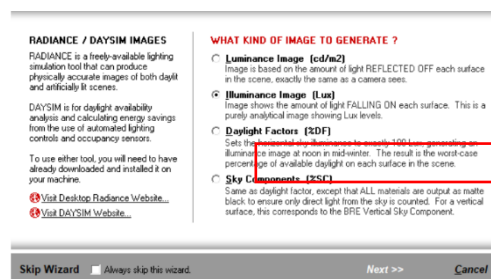 RADIANCE / DAYSIM IMAGES
RADIANCE is a freely-available lighting
simulation tool that can produce
physically accurate images of both daylit
and artificially lit scenes.
DAYSIM is for daylight availability
analysis and calculating energy savings
from the use of automated lighting
controls and occupancy sensors.
To use either tool, you will need to have
already downloaded and installed it on
your machine.
Visit Desktop Radiance Website...
Visit DAYSIM Website...
WHAT KIND OF IMAGE TO GENERATE ?
Luminance Image (cd/m2)
Image is based on the amount of light REFLECTED OFF each surface
in the scene, exactly the same as a camera sees.
Illuminance Image (Lux)
Image shows the amount of light FALLING ON each surface. This is a
purely analytical image showing Lux levels.
Daylight Factors (%DF)
Sets the horizontal sky illuminance to exactly 100 Lux, generating an
illuminance image at noon in mid-winter. The result is the worst-case
percentage of available daylight on each surface in the scene.
Sky Components (%SC)
Same as daylight factor, except that ALL materials are output as matte
black to ensure only direct light from the sky is counted. For a vertical
surface, this corresponds to the BRE Vertical Sky Component.
Skip Wizard Always skip this wizard. Next >> Cancel